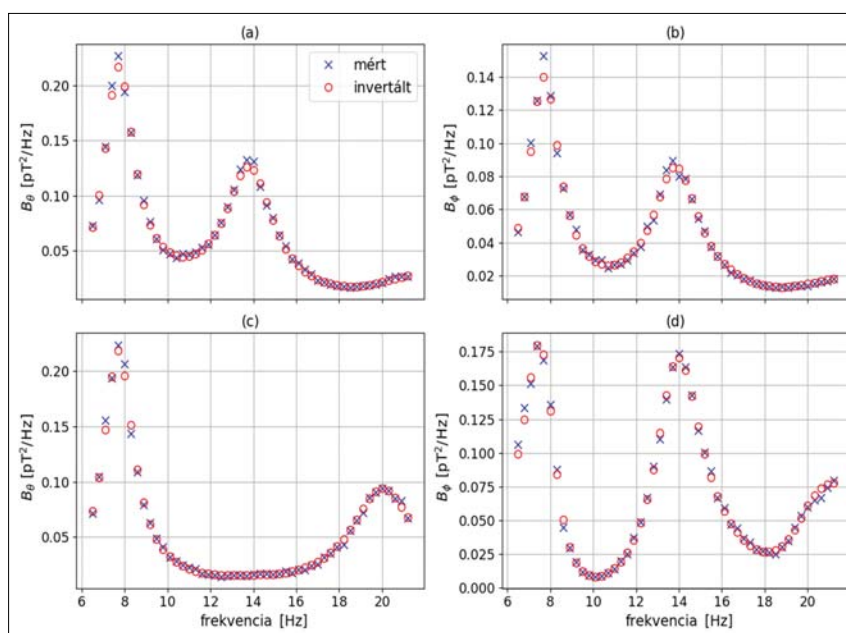 (a)
(b)
× mért
○ invertált
B_θ [pT²/Hz]
0.20
0.15
0.10
0.05
B_ϕ [pT²/Hz]
0.14
0.12
0.10
0.08
0.06
0.04
0.02
(c)
(d)
B_θ [pT²/Hz]
0.20
0.15
0.10
0.05
6 8 10 12 14 16 18 20
frekvencia [Hz]
B_ϕ [pT²/Hz]
0.175
0.150
0.125
0.100
0.075
0.050
0.025
0.000
6 8 10 12 14 16 18 20
frekvencia [Hz]